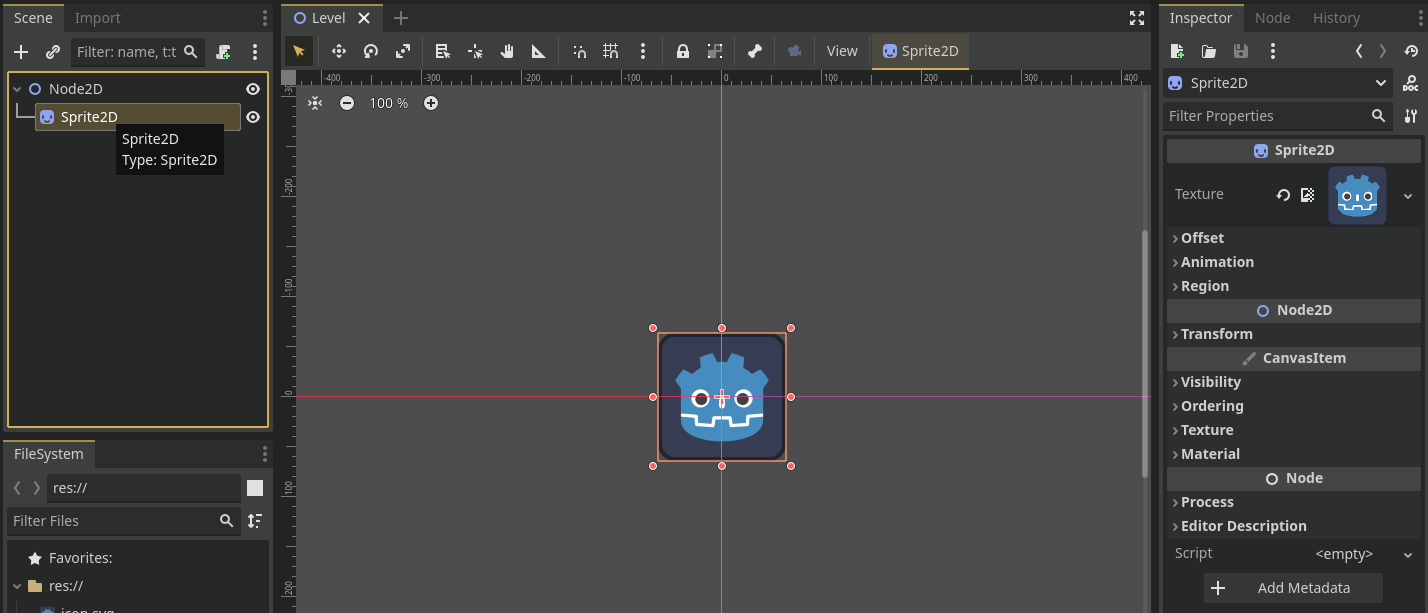 Scene Import
Filter: name, t:t
Node2D
Sprite2D
Sprite2D
Type: Sprite2D
FileSystem
res://
Filter Files
Favorites:
res://
icon.svg
Level
View Sprite2D
-400 -300 -200 -100 0 100 200 300 400
100 %
-200
-100
0
100
200
Inspector Node History
Sprite2D
Filter Properties
Sprite2D
Texture
Offset
Animation
Region
Node2D
Transform
CanvasItem
Visibility
Ordering
Texture
Material
Node
Process
Editor Description
Script <empty>
Add Metadata